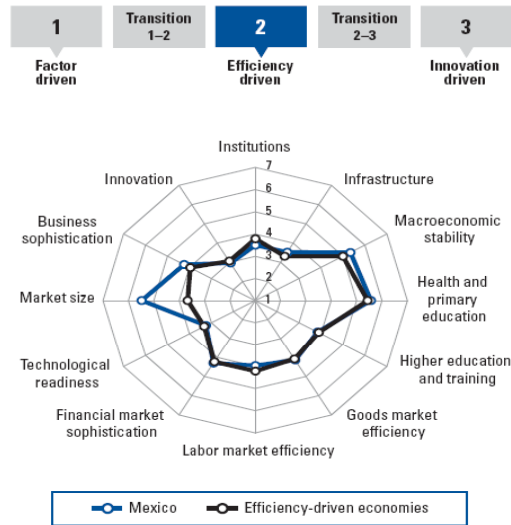 1
Transition
1–2
2
Transition
2–3
3
Factor
driven
Efficiency
driven
Innovation
driven
Institutions
7
6
5
4
3
2
1
Innovation
Infrastructure
Business
sophistication
Macroeconomic
stability
Market size
Health and
primary
education
Technological
readiness
Higher education
and training
Financial market
sophistication
Goods market
efficiency
Labor market efficiency
Mexico
Efficiency-driven economies